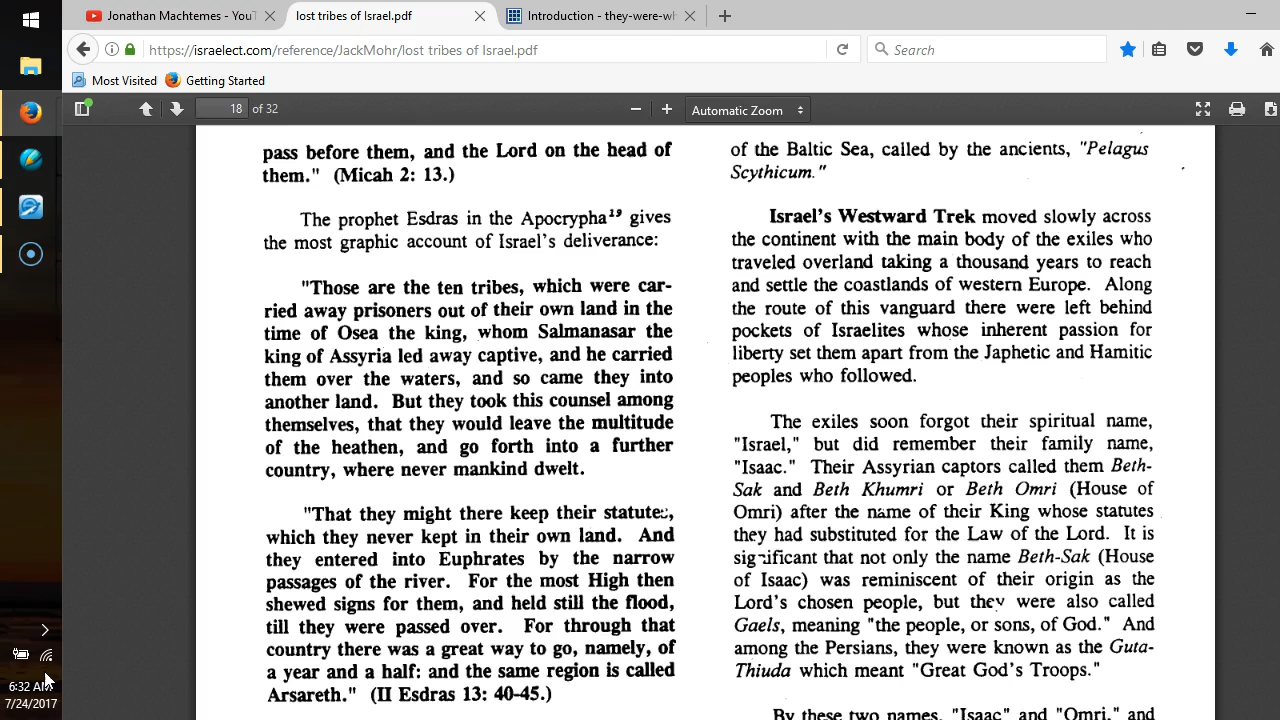 Jonathan Machtemes - YouT
lost tribes of Israel.pdf
Introduction - they-were-wh
https://israelect.com/reference/JackMohr/lost tribes of Israel.pdf
Search
Most Visited
Getting Started
18 of 32
Automatic Zoom
pass before them, and the Lord on the head of
them." (Micah 2: 13.)
The prophet Esdras in the Apocrypha¹⁹ gives
the most graphic account of Israel's deliverance:
"Those are the ten tribes, which were car-
ried away prisoners out of their own land in the
time of Osea the king, whom Salmanasar the
king of Assyria led away captive, and he carried
them over the waters, and so came they into
another land. But they took this counsel among
themselves, that they would leave the multitude
of the heathen, and go forth into a further
country, where never mankind dwelt.
"That they might there keep their statutes,
which they never kept in their own land. And
they entered into Euphrates by the narrow
passages of the river. For the most High then
shewed signs for them, and held still the flood,
till they were passed over. For through that
country there was a great way to go, namely, of
a year and a half: and the same region is called
Arsareth." (II Esdras 13: 40-45.)
of the Baltic Sea, called by the ancients, "Pelagus
Scythicum."
Israel's Westward Trek moved slowly across
the continent with the main body of the exiles who
traveled overland taking a thousand years to reach
and settle the coastlands of western Europe. Along
the route of this vanguard there were left behind
pockets of Israelites whose inherent passion for
liberty set them apart from the Japhetic and Hamitic
peoples who followed.
The exiles soon forgot their spiritual name,
"Israel," but did remember their family name,
"Isaac." Their Assyrian captors called them Beth-
Sak and Beth Khumri or Beth Omri (House of
Omri) after the name of their King whose statutes
they had substituted for the Law of the Lord. It is
significant that not only the name Beth-Sak (House
of Isaac) was reminiscent of their origin as the
Lord's chosen people, but they were also called
Gaels, meaning "the people, or sons, of God." And
among the Persians, they were known as the Guta-
Thiuda which meant "Great God's Troops."
By these two names, "Isaac" and "Omri," and
6:32 AM
7/24/2017